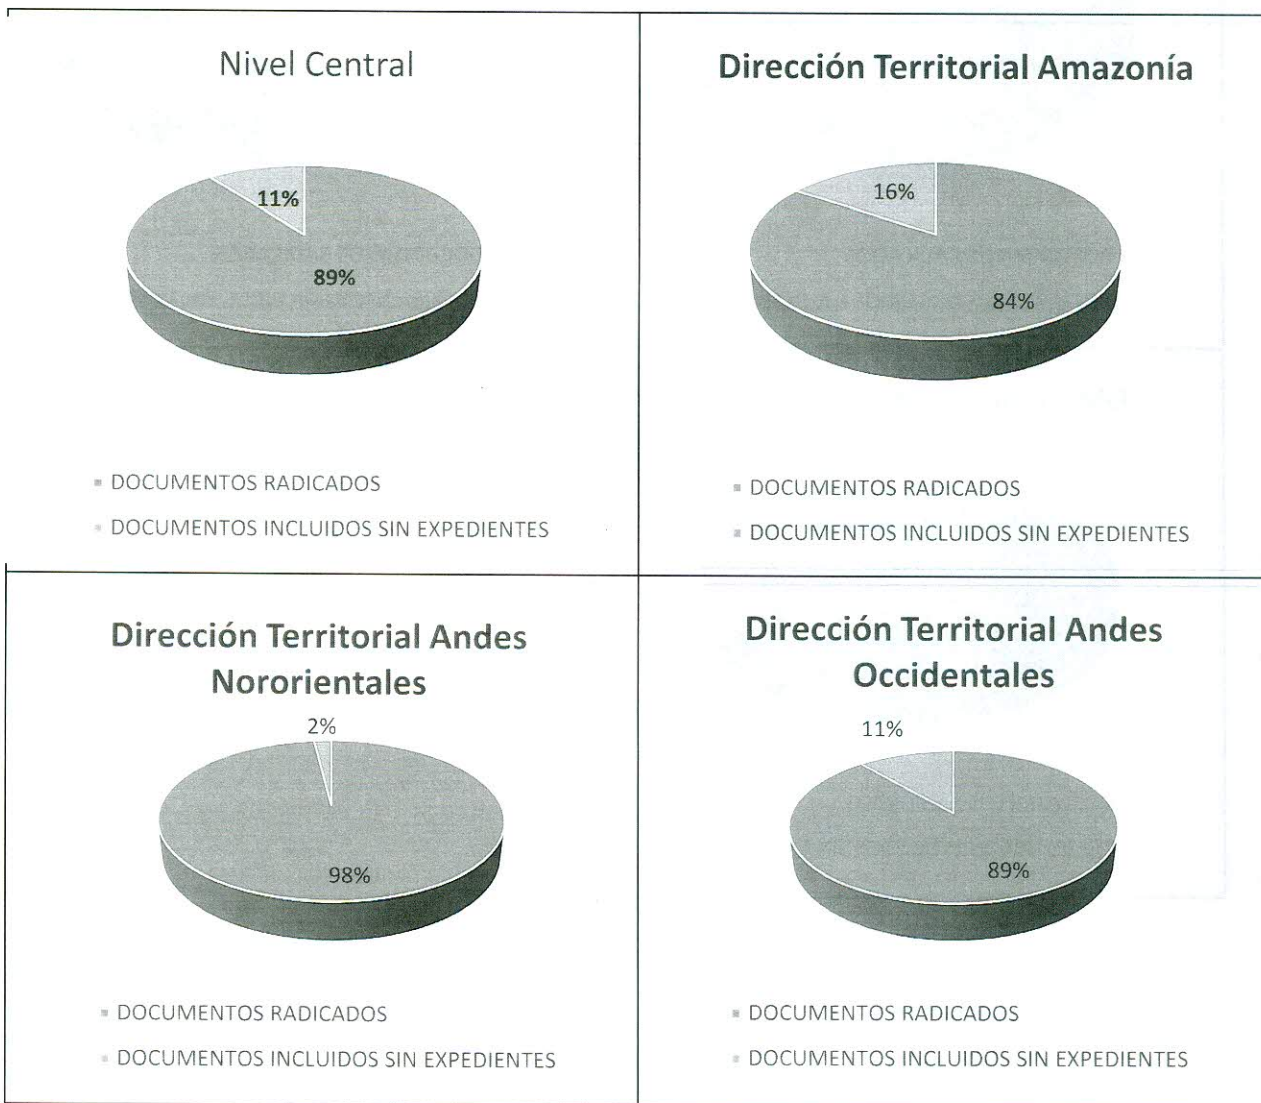 Nivel Central
11%
89%
DOCUMENTOS RADICADOS
DOCUMENTOS INCLUIDOS SIN EXPEDIENTES
Dirección Territorial Amazonía
16%
84%
DOCUMENTOS RADICADOS
DOCUMENTOS INCLUIDOS SIN EXPEDIENTES
Dirección Territorial Andes
Nororientales
2%
98%
DOCUMENTOS RADICADOS
DOCUMENTOS INCLUIDOS SIN EXPEDIENTES
Dirección Territorial Andes
Occidentales
11%
89%
DOCUMENTOS RADICADOS
DOCUMENTOS INCLUIDOS SIN EXPEDIENTES